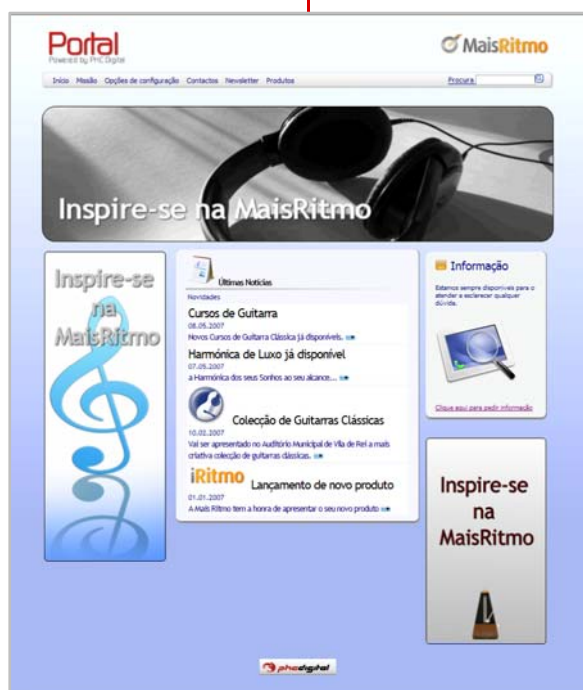 Portal
Powered by PHC Digital
MaisRitmo
Início Missão Opções de configuração Contactos Newsletter Produtos
Procura
Inspire-se na MaisRitmo
Inspire-se
na
MaisRitmo
Últimas Notícias
Novidades
Cursos de Guitarra
08.05.2007
Novos Cursos de Guitarra Clássica já disponíveis.
Harmónica de Luxo já disponível
07.05.2007
a Harmónica dos seus Sonhos ao seu alcance...
Colecção de Guitarras Clássicas
10.02.2007
Vai ser apresentado no Auditório Municipal de Vila de Rei a mais
criativa colecção de guitarras clássicas.
iRitmo
Lançamento de novo produto
01.01.2007
A Mais Ritmo tem a honra de apresentar o seu novo produto
Informação
Estamos sempre disponíveis para o
atender e esclarecer qualquer
dúvida.
Clique aqui para pedir informação
Inspire-se
na
MaisRitmo
phcdigital